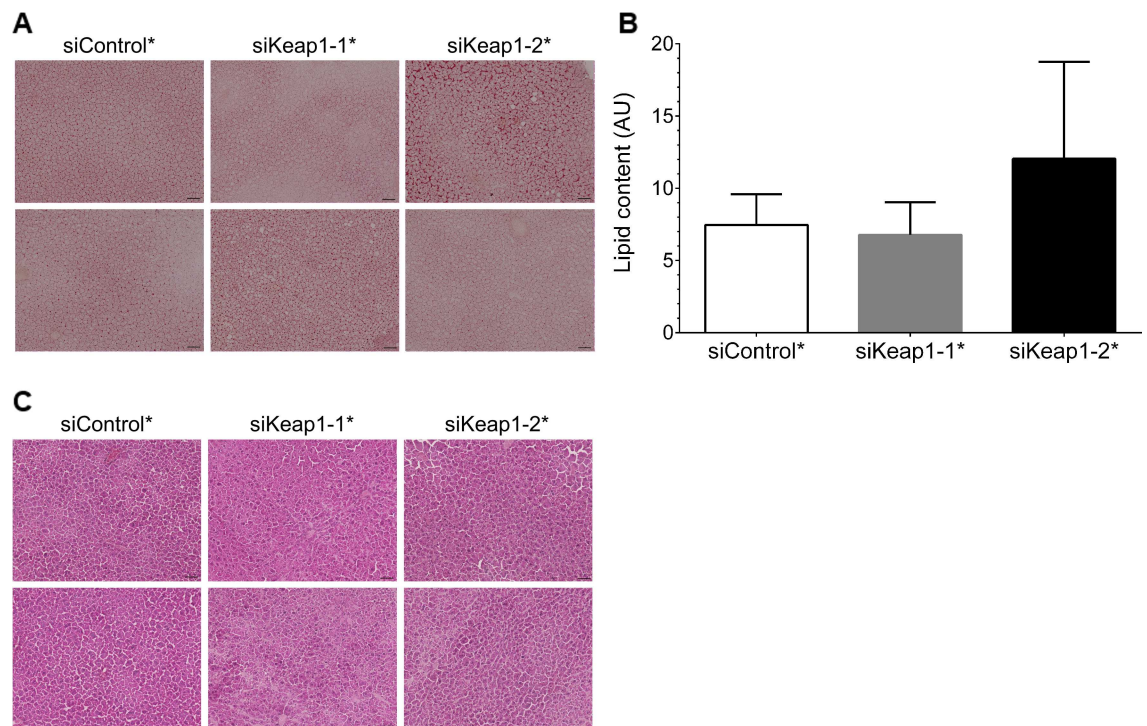 A
siControl* siKeap1-1* siKeap1-2*
B
20
15
10
5
0
Lipid content (AU)
siControl* siKeap1-1* siKeap1-2*
C
siControl* siKeap1-1* siKeap1-2*